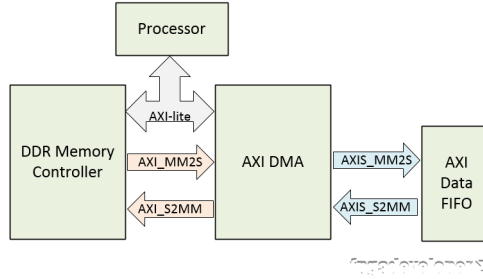 Processor
AXI-lite
DDR Memory
Controller
AXI_MM2S
AXI_S2MM
AXI DMA
AXIS_MM2S
AXIS_S2MM
AXI
Data
FIFO